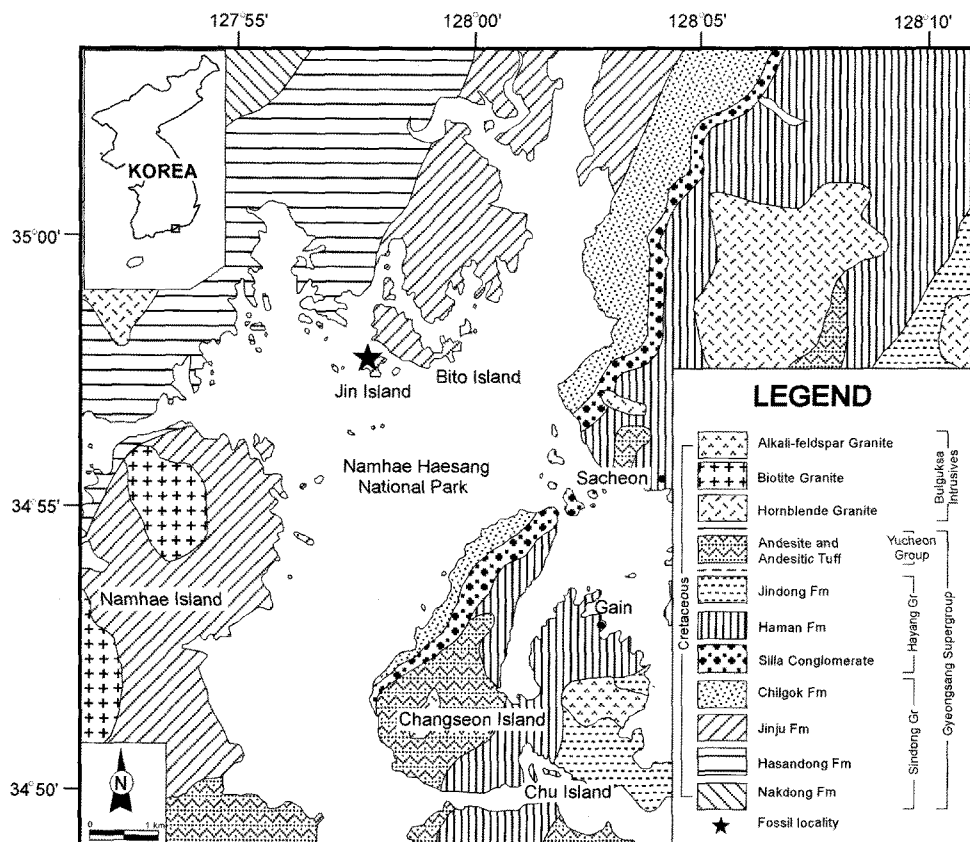 127°55'
128°00'
128°05'
128°10'
KOREA
35°00'
34°55'
34°50'
Jin Island
Bito Island
Namhae Haesang
National Park
Sacheon
Namhae Island
Gain
Changseon Island
Chu Island
N
0 1 km
LEGEND
Alkali-feldspar Granite
Biotite Granite
Hornblende Granite
Andesite and
Andesitic Tuff
Jindong Fm
Haman Fm
Silla Conglomerate
Chilgok Fm
Jinju Fm
Hasandong Fm
Nakdong Fm
Fossil locality
Cretaceous
Bulguksa
Intrusives
Yucheon
Group
Hayang Gr
Sindong Gr
Gyeongsang Supergroup